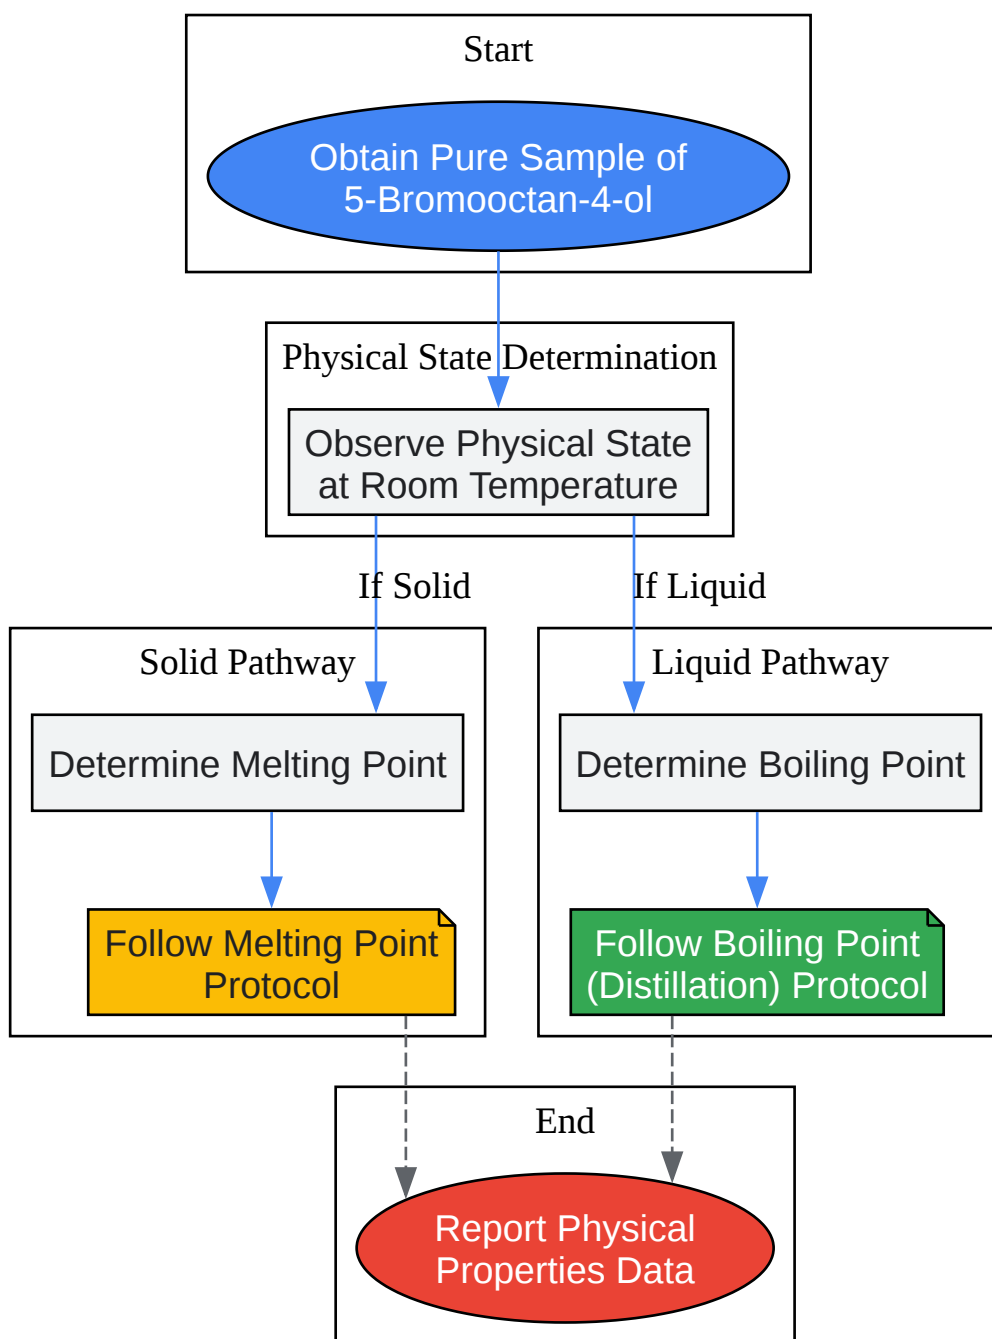 Start
Obtain Pure Sample of
5-Bromooctan-4-ol
Physical State Determination
Observe Physical State
at Room Temperature
If Solid
If Liquid
Solid Pathway
Determine Melting Point
Follow Melting Point
Protocol
Liquid Pathway
Determine Boiling Point
Follow Boiling Point
(Distillation) Protocol
End
Report Physical
Properties Data